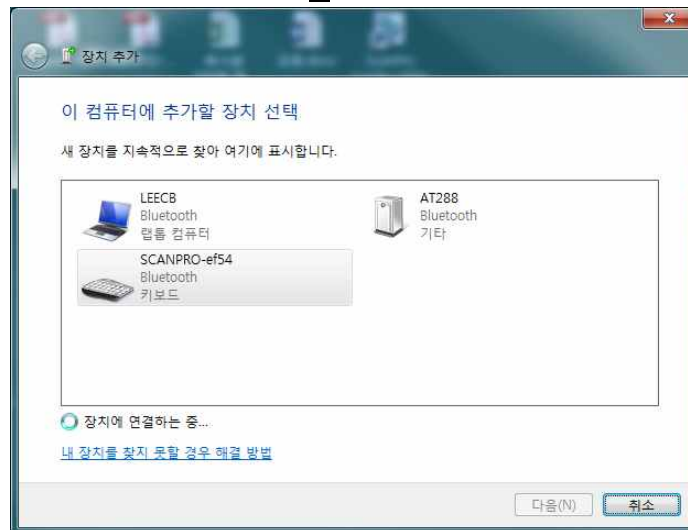 장치 추가
이 컴퓨터에 추가할 장치 선택
새 장치를 지속적으로 찾아 여기에 표시합니다.
LEECB
Bluetooth
랩톱 컴퓨터
AT288
Bluetooth
기타
SCANPRO-ef54
Bluetooth
키보드
장치에 연결하는 중...
내 장치를 찾지 못할 경우 해결 방법
다음(N)
취소